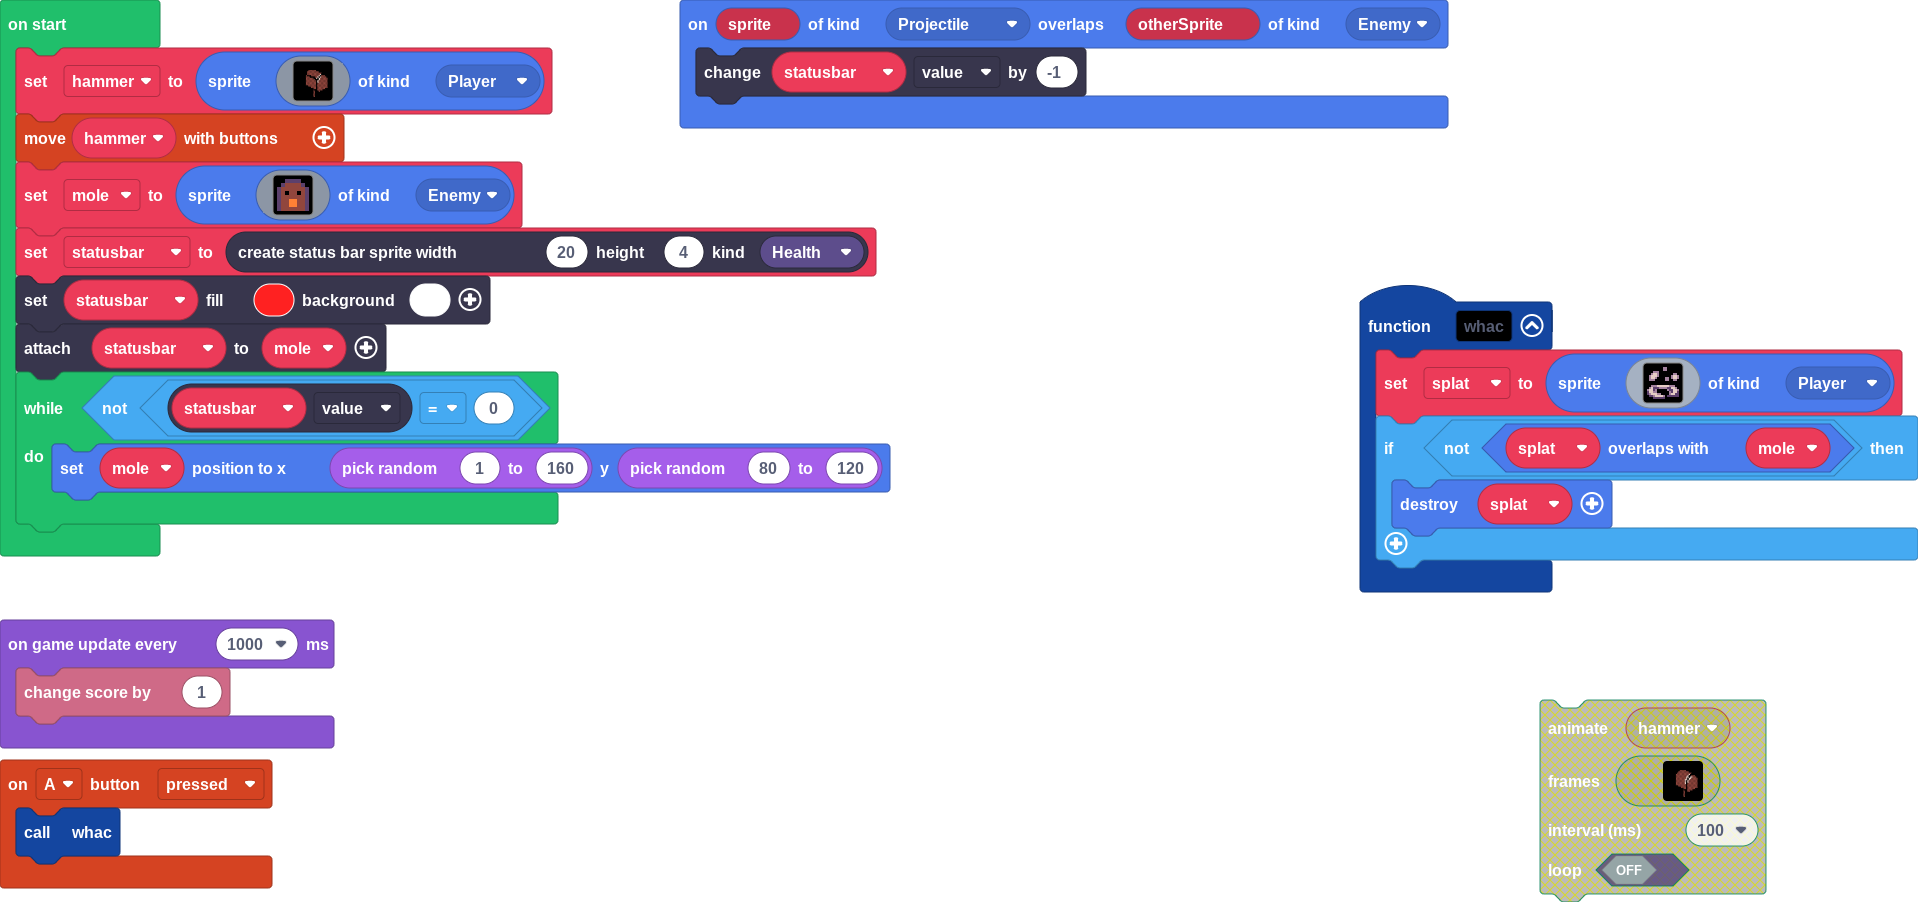 on start
set hammer to sprite of kind Player
move hammer with buttons
set mole to sprite of kind Enemy
set statusbar to create status bar sprite width 20 height 4 kind Health
set statusbar fill background
attach statusbar to mole
while not statusbar value = 0
do set mole position to x pick random 1 to 160 y pick random 80 to 120
on sprite of kind Projectile overlaps otherSprite of kind Enemy
change statusbar value by -1
function whac
set splat to sprite of kind Player
if not splat overlaps with mole then
destroy splat
on game update every 1000 ms
change score by 1
on A button pressed
call whac
animate hammer
frames
interval (ms) 100
loop OFF